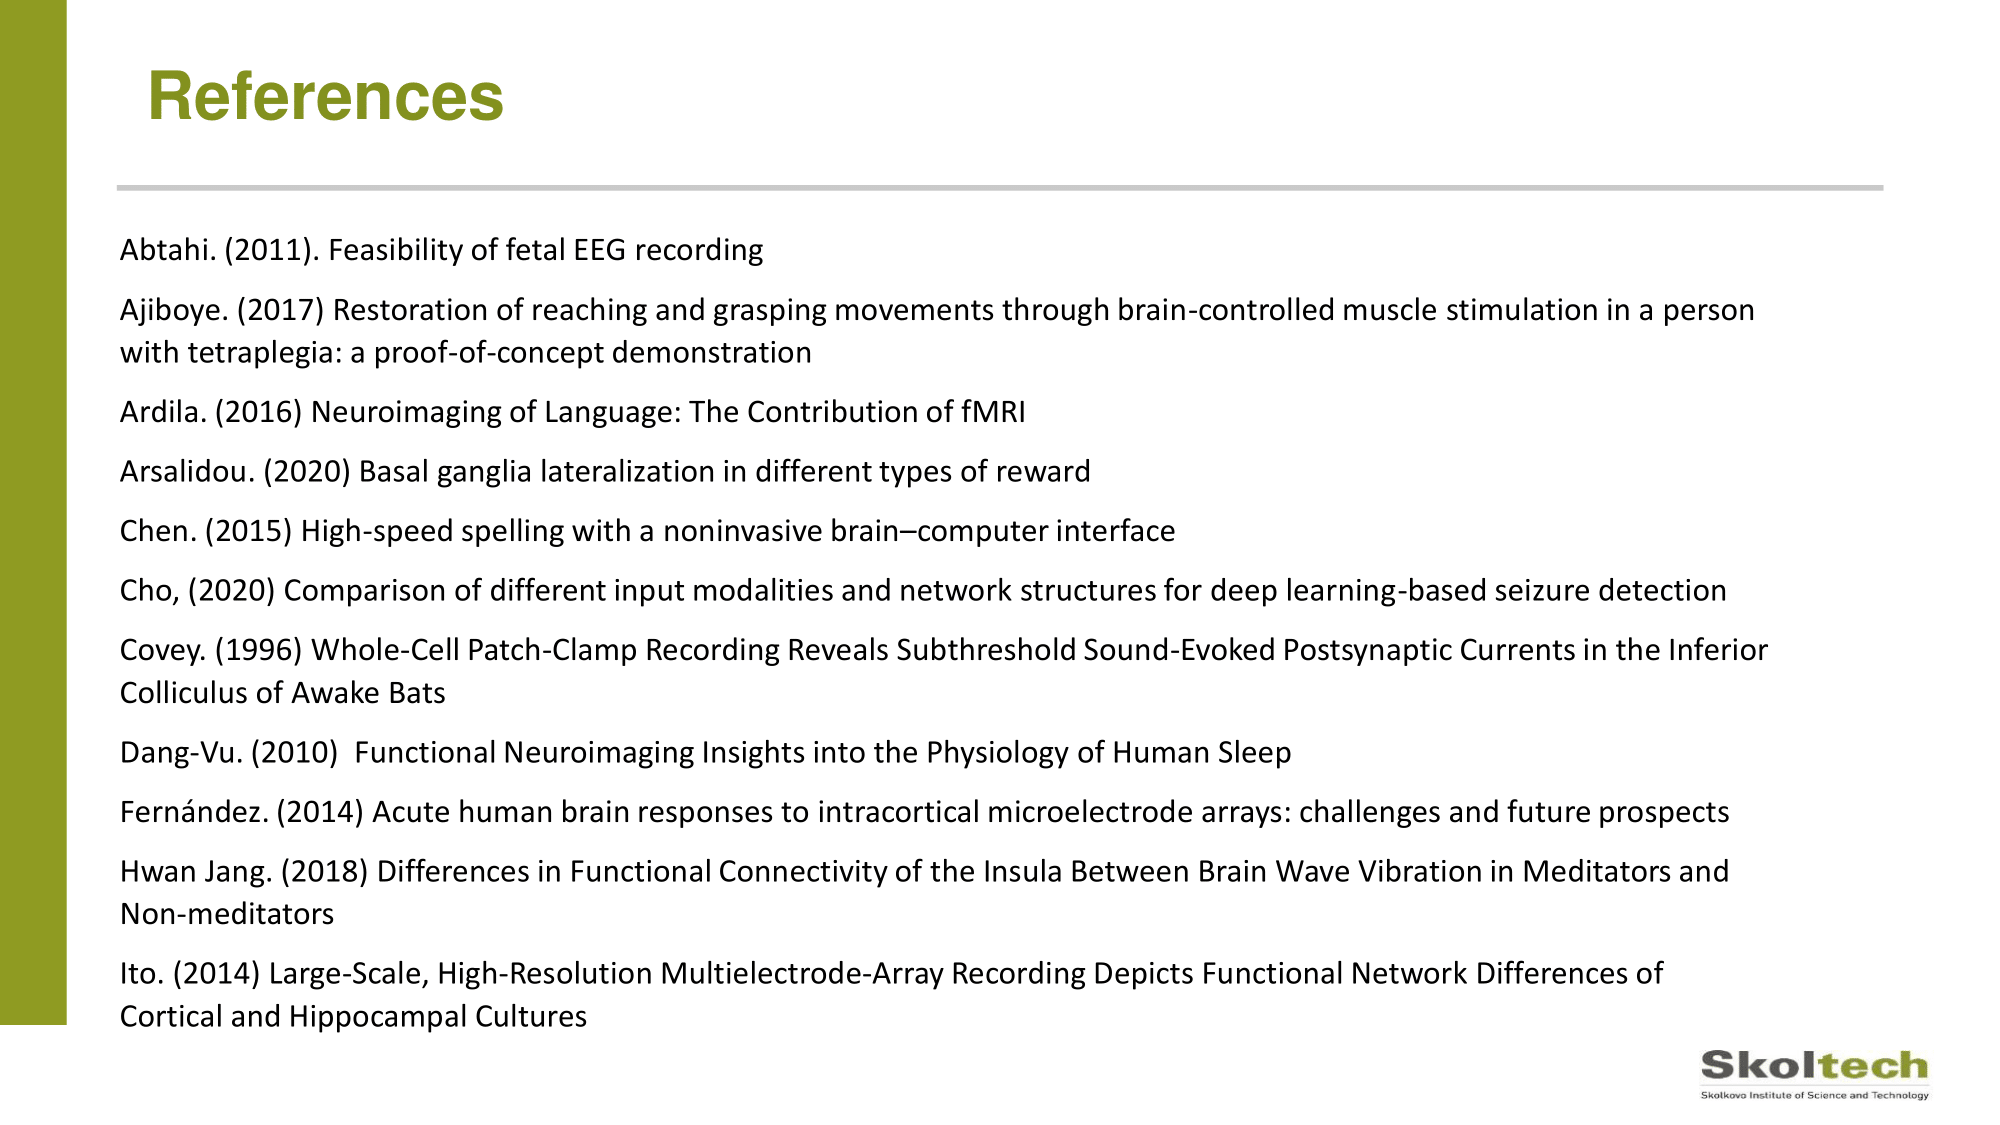 References
Abtahi. (2011). Feasibility of fetal EEG recording
Ajiboye. (2017) Restoration of reaching and grasping movements through brain-controlled muscle stimulation in a person
with tetraplegia: a proof-of-concept demonstration
Ardila. (2016) Neuroimaging of Language: The Contribution of fMRI
Arsalidou. (2020) Basal ganglia lateralization in different types of reward
Chen. (2015) High-speed spelling with a noninvasive brain–computer interface
Cho, (2020) Comparison of different input modalities and network structures for deep learning-based seizure detection
Covey. (1996) Whole-Cell Patch-Clamp Recording Reveals Subthreshold Sound-Evoked Postsynaptic Currents in the Inferior
Colliculus of Awake Bats
Dang-Vu. (2010)  Functional Neuroimaging Insights into the Physiology of Human Sleep
Fernández. (2014) Acute human brain responses to intracortical microelectrode arrays: challenges and future prospects
Hwan Jang. (2018) Differences in Functional Connectivity of the Insula Between Brain Wave Vibration in Meditators and
Non-meditators
Ito. (2014) Large-Scale, High-Resolution Multielectrode-Array Recording Depicts Functional Network Differences of
Cortical and Hippocampal Cultures
Skoltech
Skolkovo Institute of Science and Technology